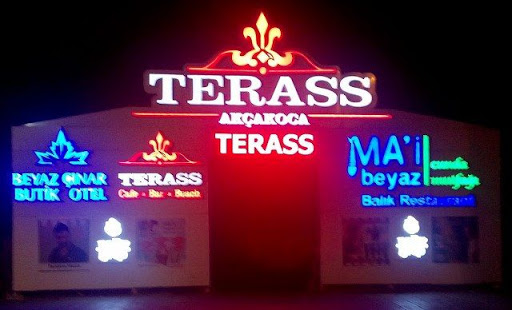 TERASS
AKÇAKOCA
TERASS
BEYAZ ÇINAR
BUTİK OTEL
TERASS
Cafe - Bar - Beach
MA'i
beyaz
Balık Restaurant